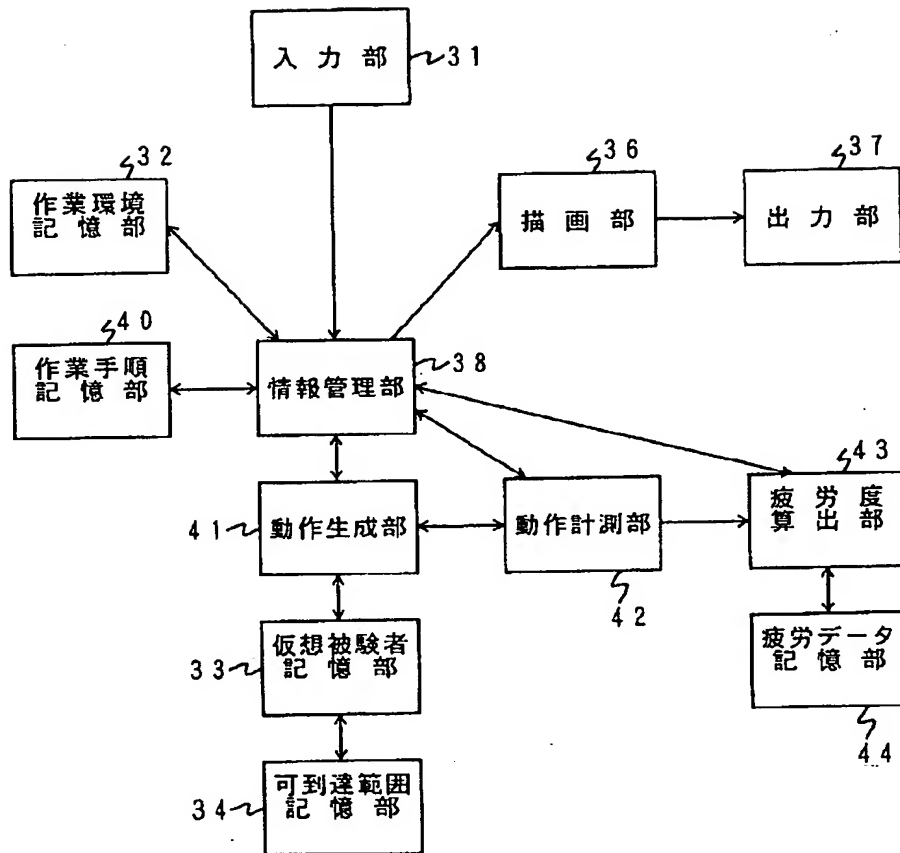 入力部
31
32
作業環境
記憶部
36
描画部
37
出力部
40
作業手順
記憶部
情報管理部
38
43
疲労度
算出部
41
動作生成部
動作計測部
42
33
仮想被験者
記憶部
疲労データ
記憶部
44
34
可到達範囲
記憶部